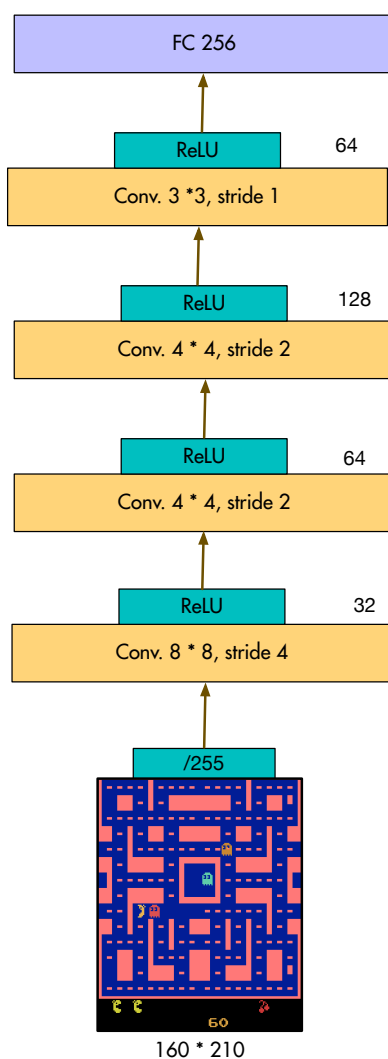 FC 256
ReLU
64
Conv. 3 *3, stride 1
ReLU
128
Conv. 4 * 4, stride 2
ReLU
64
Conv. 4 * 4, stride 2
ReLU
32
Conv. 8 * 8, stride 4
/255
60
160 * 210